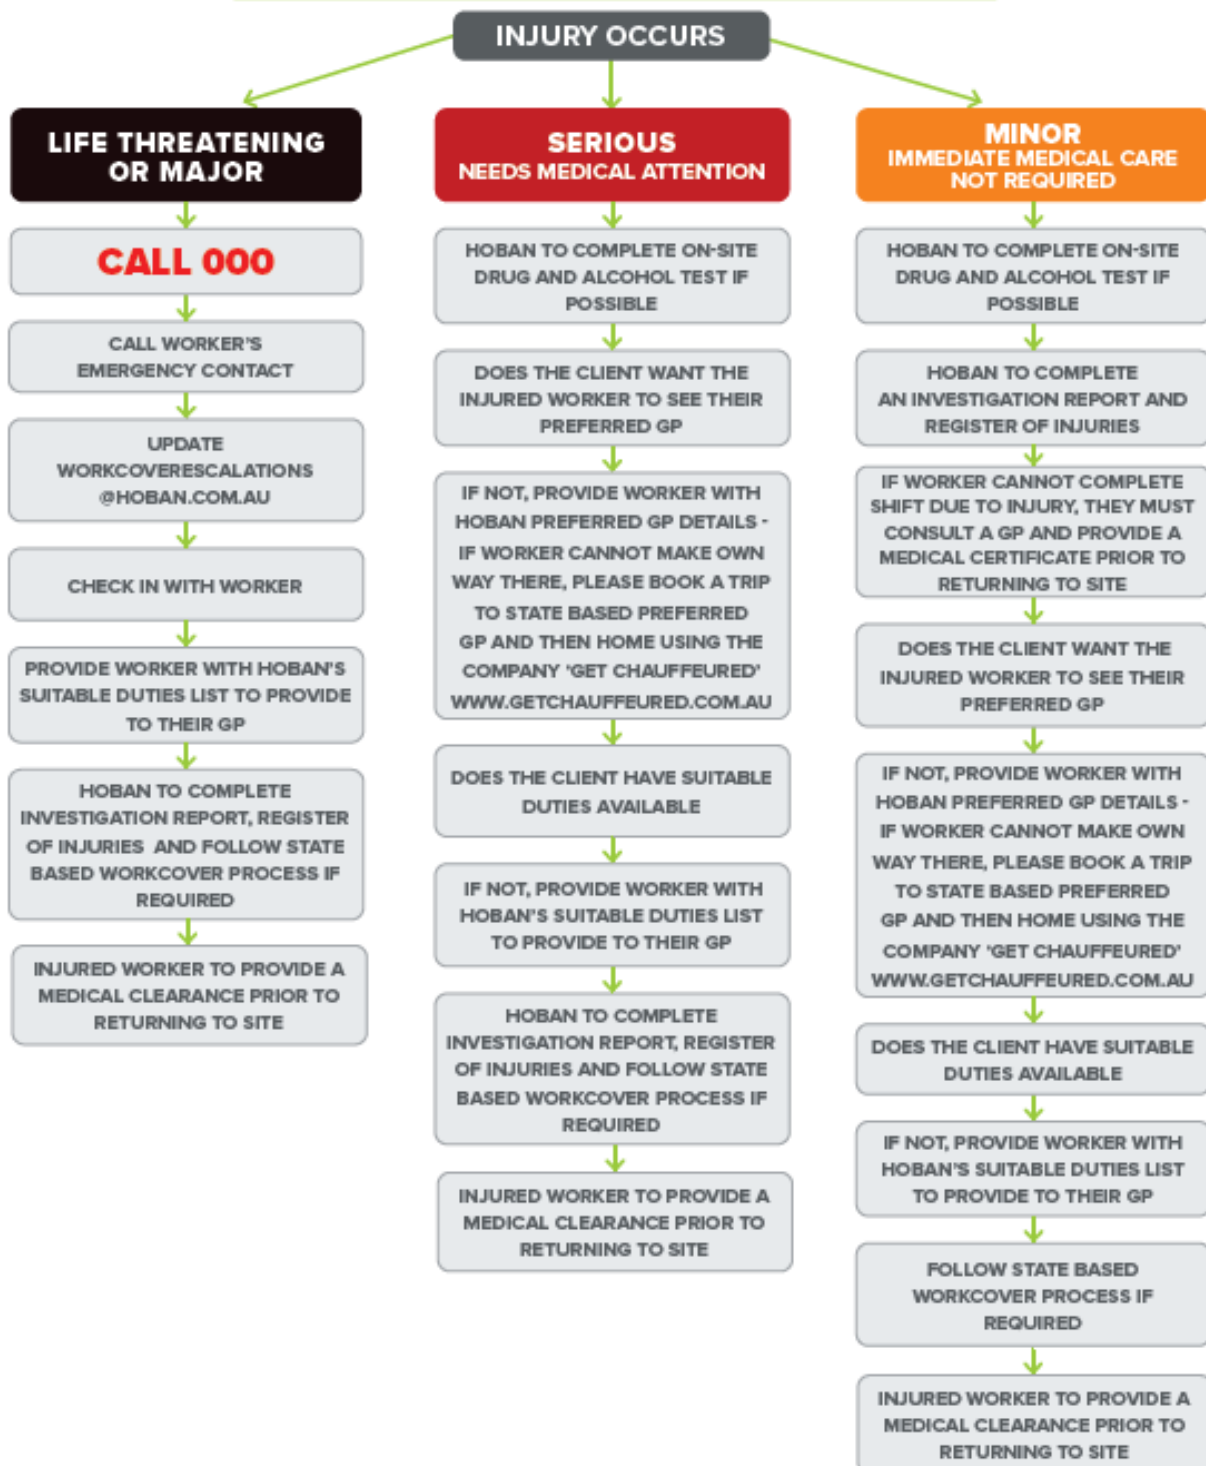 INJURY OCCURS
LIFE THREATENING
OR MAJOR
CALL 000
CALL WORKER'S
EMERGENCY CONTACT
UPDATE
WORKCOVERESCALATIONS
@HOBAN.COM.AU
CHECK IN WITH WORKER
PROVIDE WORKER WITH HOBAN'S
SUITABLE DUTIES LIST TO PROVIDE
TO THEIR GP
HOBAN TO COMPLETE
INVESTIGATION REPORT, REGISTER
OF INJURIES AND FOLLOW STATE
BASED WORKCOVER PROCESS IF
REQUIRED
INJURED WORKER TO PROVIDE A
MEDICAL CLEARANCE PRIOR TO
RETURNING TO SITE
SERIOUS
NEEDS MEDICAL ATTENTION
HOBAN TO COMPLETE ON-SITE
DRUG AND ALCOHOL TEST IF
POSSIBLE
DOES THE CLIENT WANT THE
INJURED WORKER TO SEE THEIR
PREFERRED GP
IF NOT, PROVIDE WORKER WITH
HOBAN PREFERRED GP DETAILS -
IF WORKER CANNOT MAKE OWN
WAY THERE, PLEASE BOOK A TRIP
TO STATE BASED PREFERRED
GP AND THEN HOME USING THE
COMPANY 'GET CHAUFFEURED'
WWW.GETCHAUFFEURED.COM.AU
DOES THE CLIENT HAVE SUITABLE
DUTIES AVAILABLE
IF NOT, PROVIDE WORKER WITH
HOBAN'S SUITABLE DUTIES LIST
TO PROVIDE TO THEIR GP
HOBAN TO COMPLETE
INVESTIGATION REPORT, REGISTER
OF INJURIES AND FOLLOW STATE
BASED WORKCOVER PROCESS IF
REQUIRED
INJURED WORKER TO PROVIDE A
MEDICAL CLEARANCE PRIOR TO
RETURNING TO SITE
MINOR
IMMEDIATE MEDICAL CARE
NOT REQUIRED
HOBAN TO COMPLETE ON-SITE
DRUG AND ALCOHOL TEST IF
POSSIBLE
HOBAN TO COMPLETE
AN INVESTIGATION REPORT AND
REGISTER OF INJURIES
IF WORKER CANNOT COMPLETE
SHIFT DUE TO INJURY, THEY MUST
CONSULT A GP AND PROVIDE A
MEDICAL CERTIFICATE PRIOR TO
RETURNING TO SITE
DOES THE CLIENT WANT THE
INJURED WORKER TO SEE THEIR
PREFERRED GP
IF NOT, PROVIDE WORKER WITH
HOBAN PREFERRED GP DETAILS -
IF WORKER CANNOT MAKE OWN
WAY THERE, PLEASE BOOK A TRIP
TO STATE BASED PREFERRED
GP AND THEN HOME USING THE
COMPANY 'GET CHAUFFEURED'
WWW.GETCHAUFFEURED.COM.AU
DOES THE CLIENT HAVE SUITABLE
DUTIES AVAILABLE
IF NOT, PROVIDE WORKER WITH
HOBAN'S SUITABLE DUTIES LIST
TO PROVIDE TO THEIR GP
FOLLOW STATE BASED
WORKCOVER PROCESS IF
REQUIRED
INJURED WORKER TO PROVIDE A
MEDICAL CLEARANCE PRIOR TO
RETURNING TO SITE